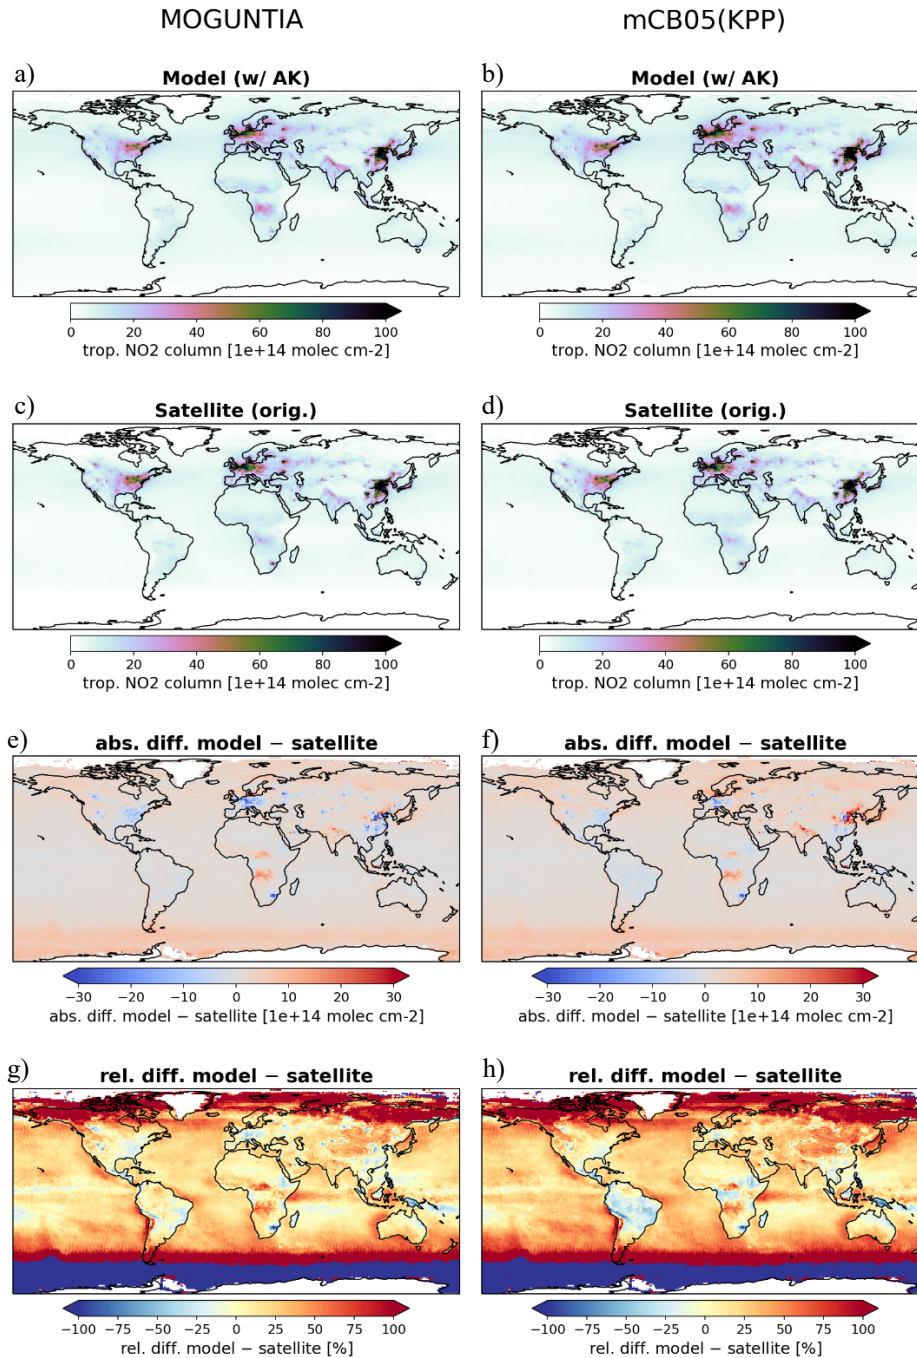 MOGUNTIA mCB05(KPP)
a) Model (w/ AK) b) Model (w/ AK)
0 20 40 60 80 100 0 20 40 60 80 100
trop. NO2 column [1e+14 molec cm-2] trop. NO2 column [1e+14 molec cm-2]
c) Satellite (orig.) d) Satellite (orig.)
0 20 40 60 80 100 0 20 40 60 80 100
trop. NO2 column [1e+14 molec cm-2] trop. NO2 column [1e+14 molec cm-2]
e) abs. diff. model − satellite f) abs. diff. model − satellite
−30 −20 −10 0 10 20 30 −30 −20 −10 0 10 20 30
abs. diff. model − satellite [1e+14 molec cm-2] abs. diff. model − satellite [1e+14 molec cm-2]
g) rel. diff. model − satellite h) rel. diff. model − satellite
−100 −75 −50 −25 0 25 50 75 100 −100 −75 −50 −25 0 25 50 75 100
rel. diff. model − satellite [%] rel. diff. model − satellite [%]